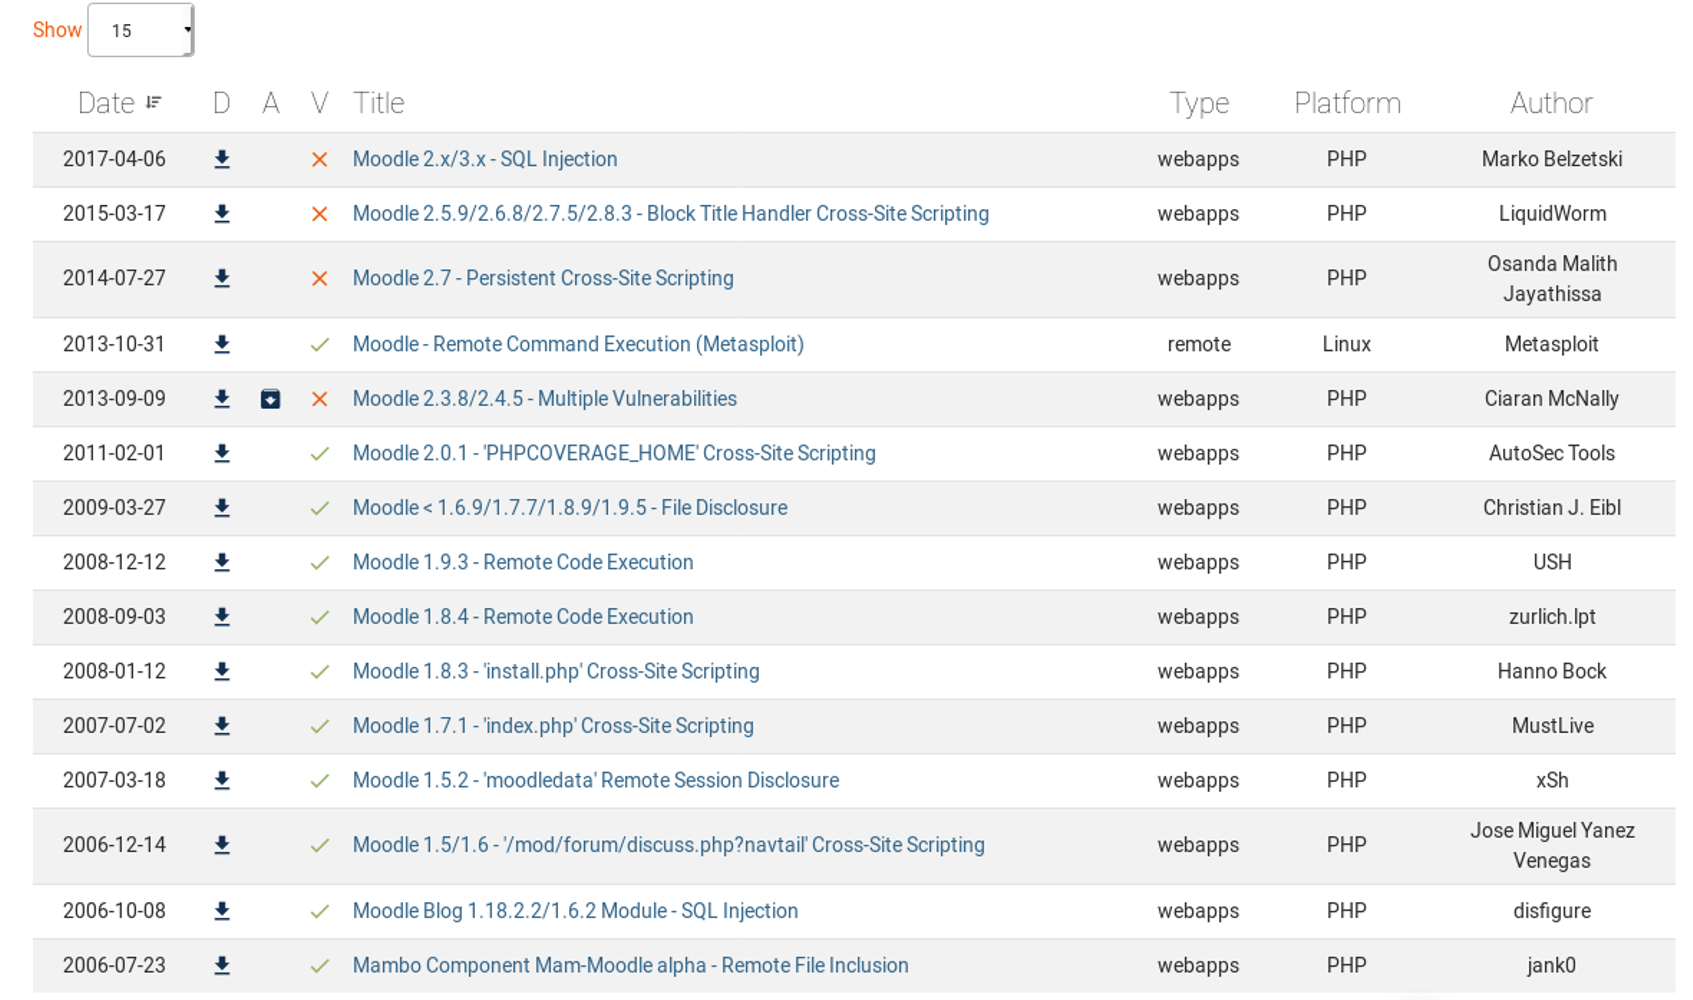 Show 15
Date D A V Title Type Platform Author
2017-04-06 Moodle 2.x/3.x - SQL Injection webapps PHP Marko Belzetski
2015-03-17 Moodle 2.5.9/2.6.8/2.7.5/2.8.3 - Block Title Handler Cross-Site Scripting webapps PHP LiquidWorm
2014-07-27 Moodle 2.7 - Persistent Cross-Site Scripting webapps PHP Osanda Malith
Jayathissa
2013-10-31 Moodle - Remote Command Execution (Metasploit) remote Linux Metasploit
2013-09-09 Moodle 2.3.8/2.4.5 - Multiple Vulnerabilities webapps PHP Ciaran McNally
2011-02-01 Moodle 2.0.1 - 'PHPCOVERAGE_HOME' Cross-Site Scripting webapps PHP AutoSec Tools
2009-03-27 Moodle < 1.6.9/1.7.7/1.8.9/1.9.5 - File Disclosure webapps PHP Christian J. Eibl
2008-12-12 Moodle 1.9.3 - Remote Code Execution webapps PHP USH
2008-09-03 Moodle 1.8.4 - Remote Code Execution webapps PHP zurlich.lpt
2008-01-12 Moodle 1.8.3 - 'install.php' Cross-Site Scripting webapps PHP Hanno Bock
2007-07-02 Moodle 1.7.1 - 'index.php' Cross-Site Scripting webapps PHP MustLive
2007-03-18 Moodle 1.5.2 - 'moodledata' Remote Session Disclosure webapps PHP xSh
2006-12-14 Moodle 1.5/1.6 - '/mod/forum/discuss.php?navtail' Cross-Site Scripting webapps PHP Jose Miguel Yanez
Venegas
2006-10-08 Moodle Blog 1.18.2.2/1.6.2 Module - SQL Injection webapps PHP disfigure
2006-07-23 Mambo Component Mam-Moodle alpha - Remote File Inclusion webapps PHP jank0